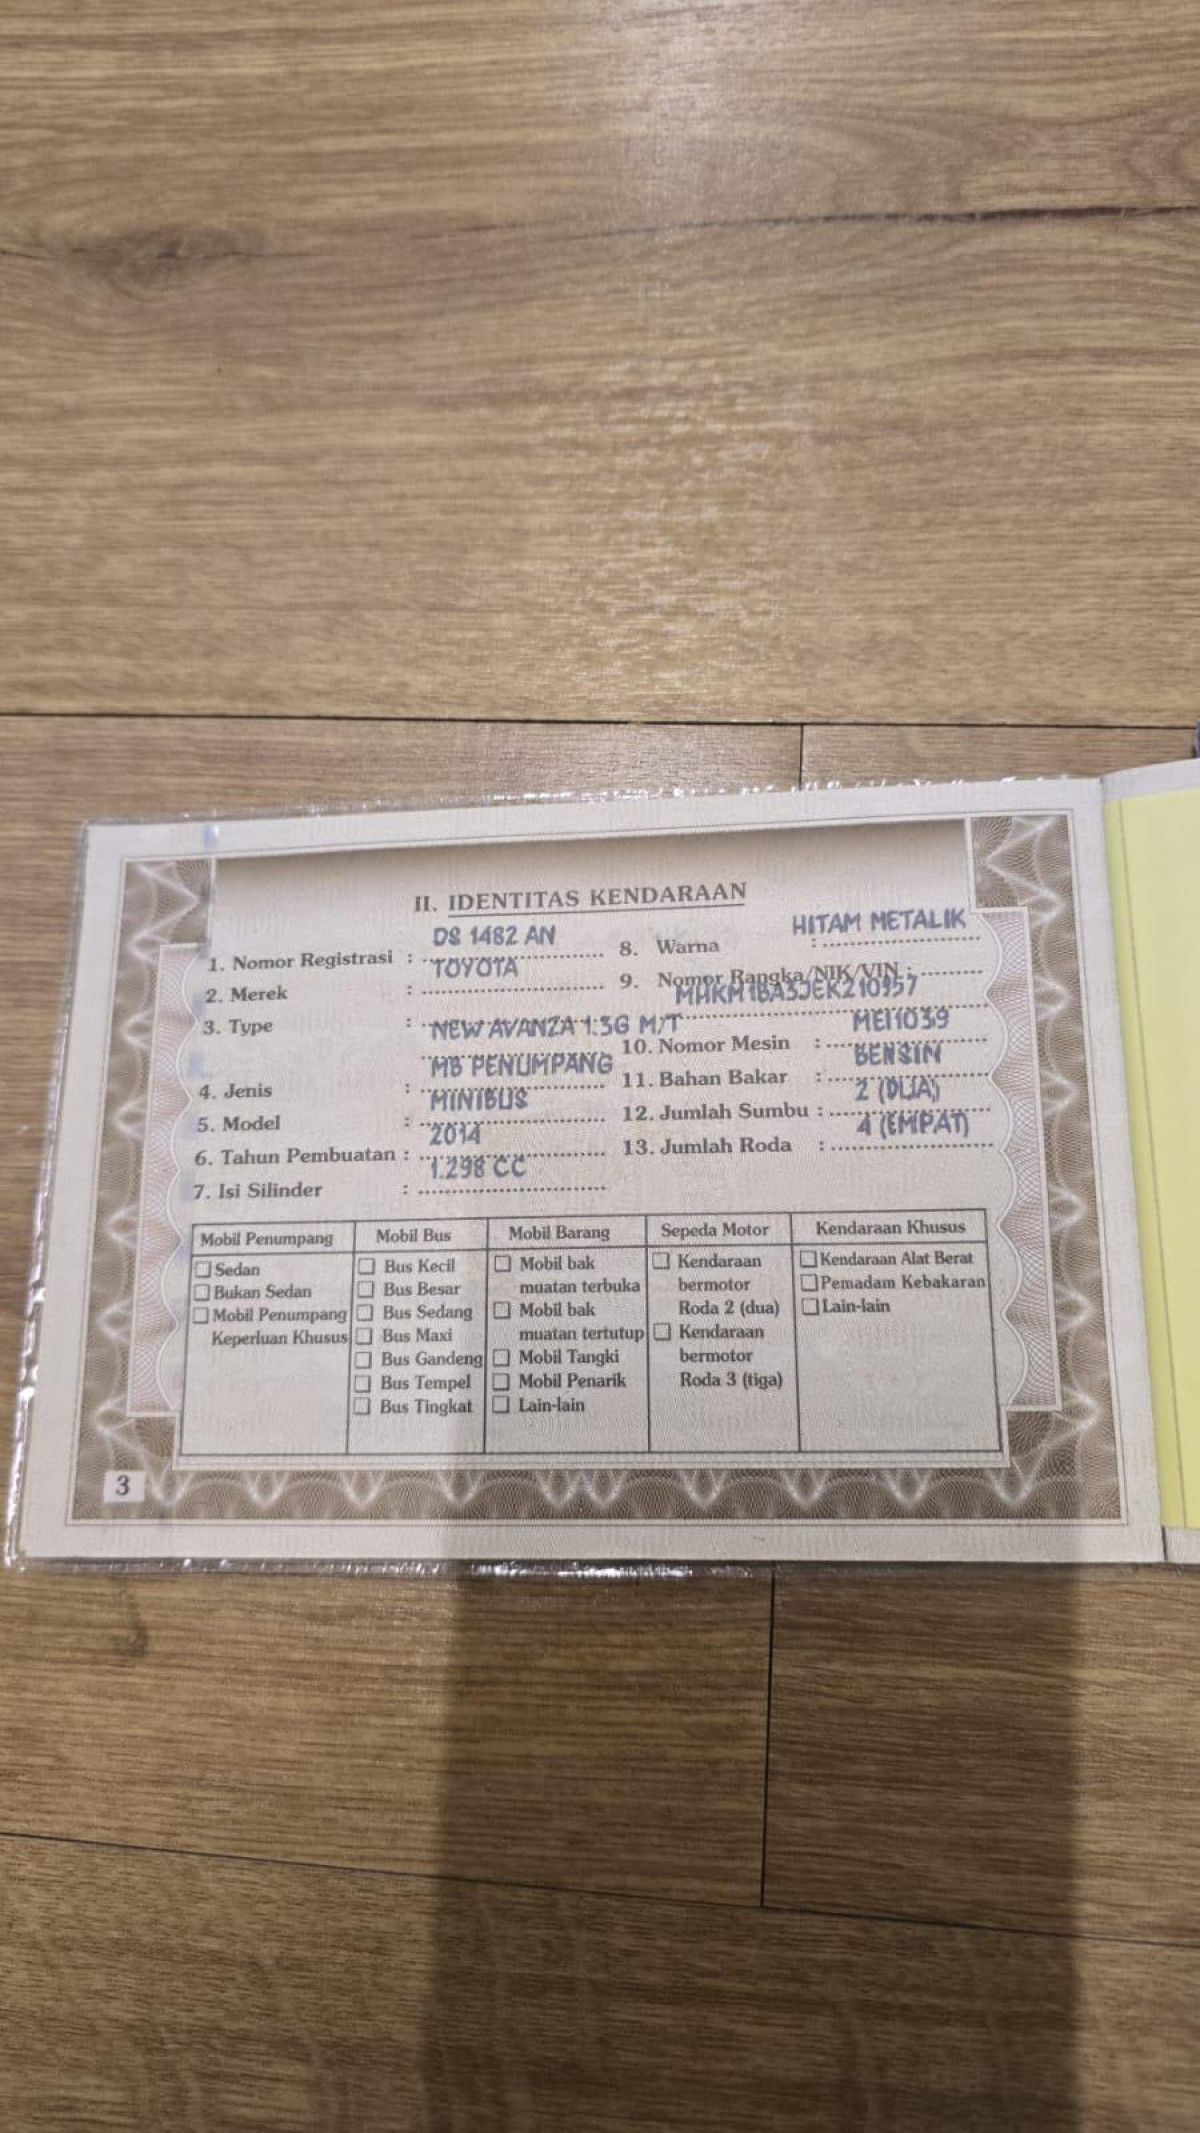 II. IDENTITAS KENDARAAN
1. Nomor Registrasi : DS 1482 AN
2. Merek : TOYOTA
3. Type : NEW AVANZA 1.3G M/T
4. Jenis : MB PENUMPANG
5. Model : MINIBUS
6. Tahun Pembuatan : 2014
7. Isi Silinder : 1.298 CC
8. Warna : HITAM METALIK
9. Nomor Rangka/NIK/VIN :
MHKM1BA3JEK210957
10. Nomor Mesin :
11. Bahan Bakar : BENSIN
12. Jumlah Sumbu : 2 (DUA)
13. Jumlah Roda : 4 (EMPAT)
Mobil Penumpang
☐ Sedan
☐ Bukan Sedan
☐ Mobil Penumpang
Keperluan Khusus
Mobil Bus
☐ Bus Kecil
☐ Bus Besar
☐ Bus Sedang
☐ Bus Maxi
☐ Bus Gandeng
☐ Bus Tempel
☐ Bus Tingkat
Mobil Barang
☐ Mobil bak
muatan terbuka
☐ Mobil bak
muatan tertutup
☐ Mobil Tangki
☐ Mobil Penarik
☐ Lain-lain
Sepeda Motor
☐ Kendaraan
bermotor
Roda 2 (dua)
☐ Kendaraan
bermotor
Roda 3 (tiga)
Kendaraan Khusus
☐ Kendaraan Alat Berat
☐ Pemadam Kebakaran
☐ Lain-lain
3